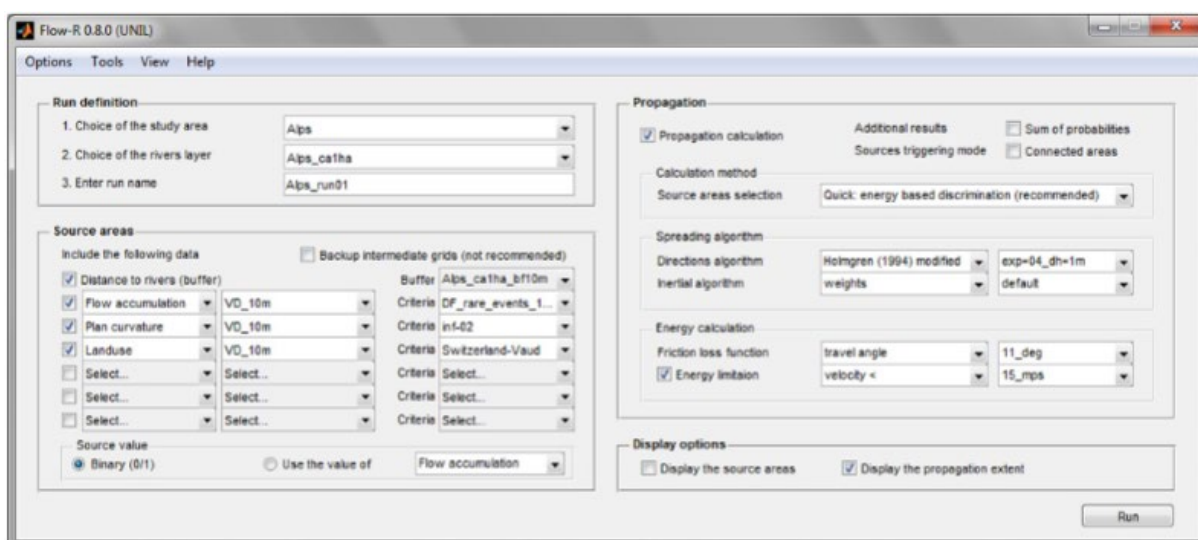 Flow-R 0.8.0 (UNIL)
Options Tools View Help
Run definition
1. Choice of the study area Alps
2. Choice of the rivers layer Alps_ca1ha
3. Enter run name Alps_run01
Source areas
Include the following data Backup intermediate grids (not recommended)
Distance to rivers (buffer) Buffer Alps_ca1ha_bf10m
Flow accumulation VD_10m Criteria DF_rare_events_1...
Plan curvature VD_10m Criteria inf-02
Landuse VD_10m Criteria Switzerland-Vaud
Select... Select... Criteria Select...
Select... Select... Criteria Select...
Select... Select... Criteria Select...
Source value
Binary (0/1) Use the value of Flow accumulation
Propagation
Propagation calculation Additional results Sum of probabilities
Sources triggering mode Connected areas
Calculation method
Source areas selection Quick: energy based discrimination (recommended)
Spreading algorithm
Directions algorithm Holmgren (1994) modified exp=04_dh=1m
Inertial algorithm weights default
Energy calculation
Friction loss function travel angle 11_deg
Energy limitaion velocity < 15_mps
Display options
Display the source areas Display the propagation extent
Run